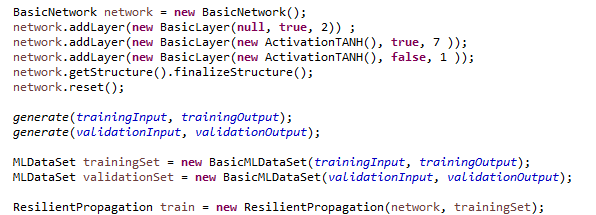 BasicNetwork network = new BasicNetwork();
network.addLayer(new BasicLayer(null, true, 2)) ;
network.addLayer(new BasicLayer(new ActivationTANH(), true, 7 ));
network.addLayer(new BasicLayer(new ActivationTANH(), false, 1 ));
network.getStructure().finalizeStructure();
network.reset();
generate(trainingInput, trainingOutput);
generate(validationInput, validationOutput);
MLDataSet trainingSet = new BasicMLDataSet(trainingInput, trainingOutput);
MLDataSet validationSet = new BasicMLDataSet(validationInput, validationOutput);
ResilientPropagation train = new ResilientPropagation(network, trainingSet);